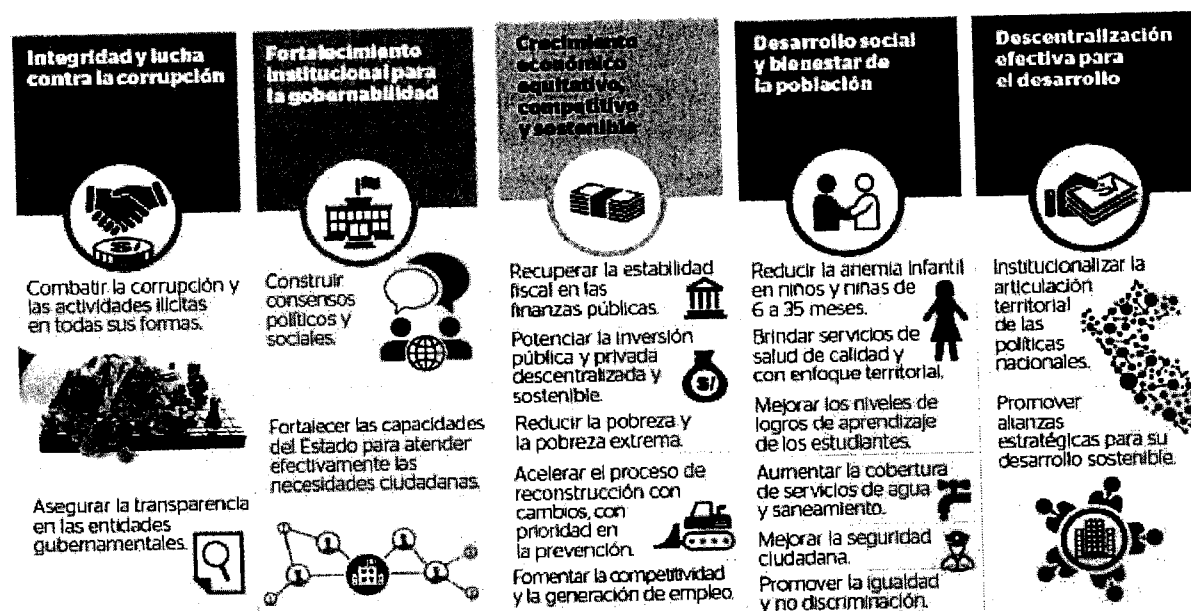 Integridad y lucha
contra la corrupción
Combatir la corrupción y
las actividades ilícitas
en todas sus formas.
Asegurar la transparencia
en las entidades
gubernamentales.
Fortalecimiento
institucional para
la gobernabilidad
Construir
consensos
políticos y
sociales.
Fortalecer las capacidades
del Estado para atender
efectivamente las
necesidades ciudadanas.
Crecimiento
económico
equitativo,
competitivo
y sostenible
Recuperar la estabilidad
fiscal en las
finanzas públicas.
Potenciar la inversión
pública y privada
descentralizada y
sostenible.
S/
Reducir la pobreza y
la pobreza extrema.
Acelerar el proceso de
reconstrucción con
cambios, con
prioridad en
la prevención.
Fomentar la competitividad
y la generación de empleo.
Desarrollo social
y bienestar de
la población
Reducir la anemia infantil
en niños y niñas de
6 a 35 meses.
Brindar servicios de
salud de calidad y
con enfoque territorial.
Mejorar los niveles de
logros de aprendizaje
de los estudiantes.
Aumentar la cobertura
de servicios de agua
y saneamiento.
Mejorar la seguridad
ciudadana.
Promover la igualdad
y no discriminación.
Descentralización
efectiva para
el desarrollo
Institucionalizar la
articulación
territorial
de las
políticas
nacionales.
Promover
alianzas
estratégicas para su
desarrollo sostenible.